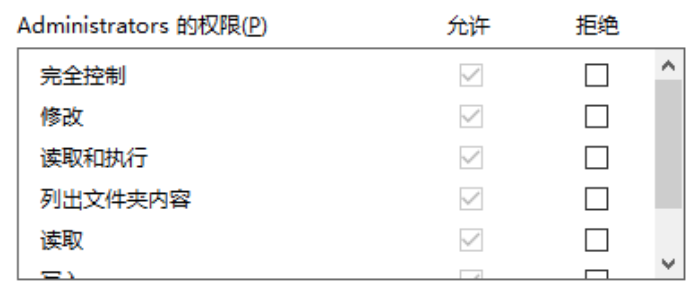 Administrators 的权限(P) 允许 拒绝
完全控制
修改
读取和执行
列出文件夹内容
读取